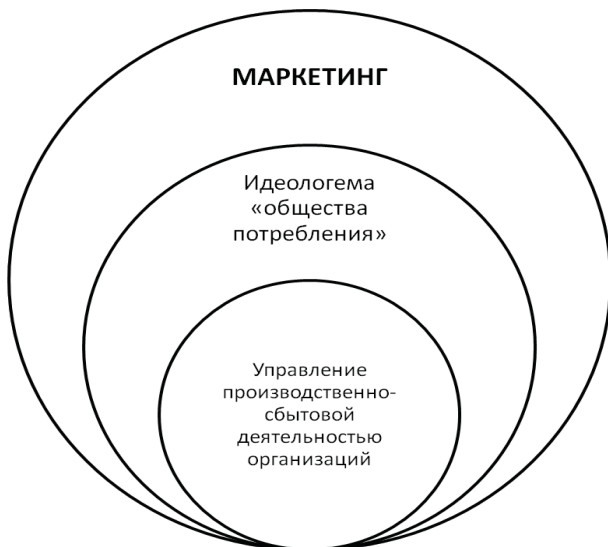 МАРКЕТИНГ
Идеологема
«общества
потребления»
Управление
производственно-
сбытовой
деятельностью
организаций